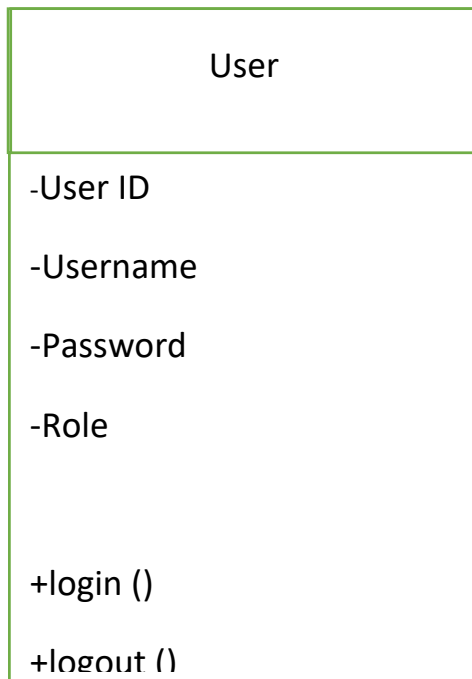 User
-User ID
-Username
-Password
-Role
+login ()
+logout ()